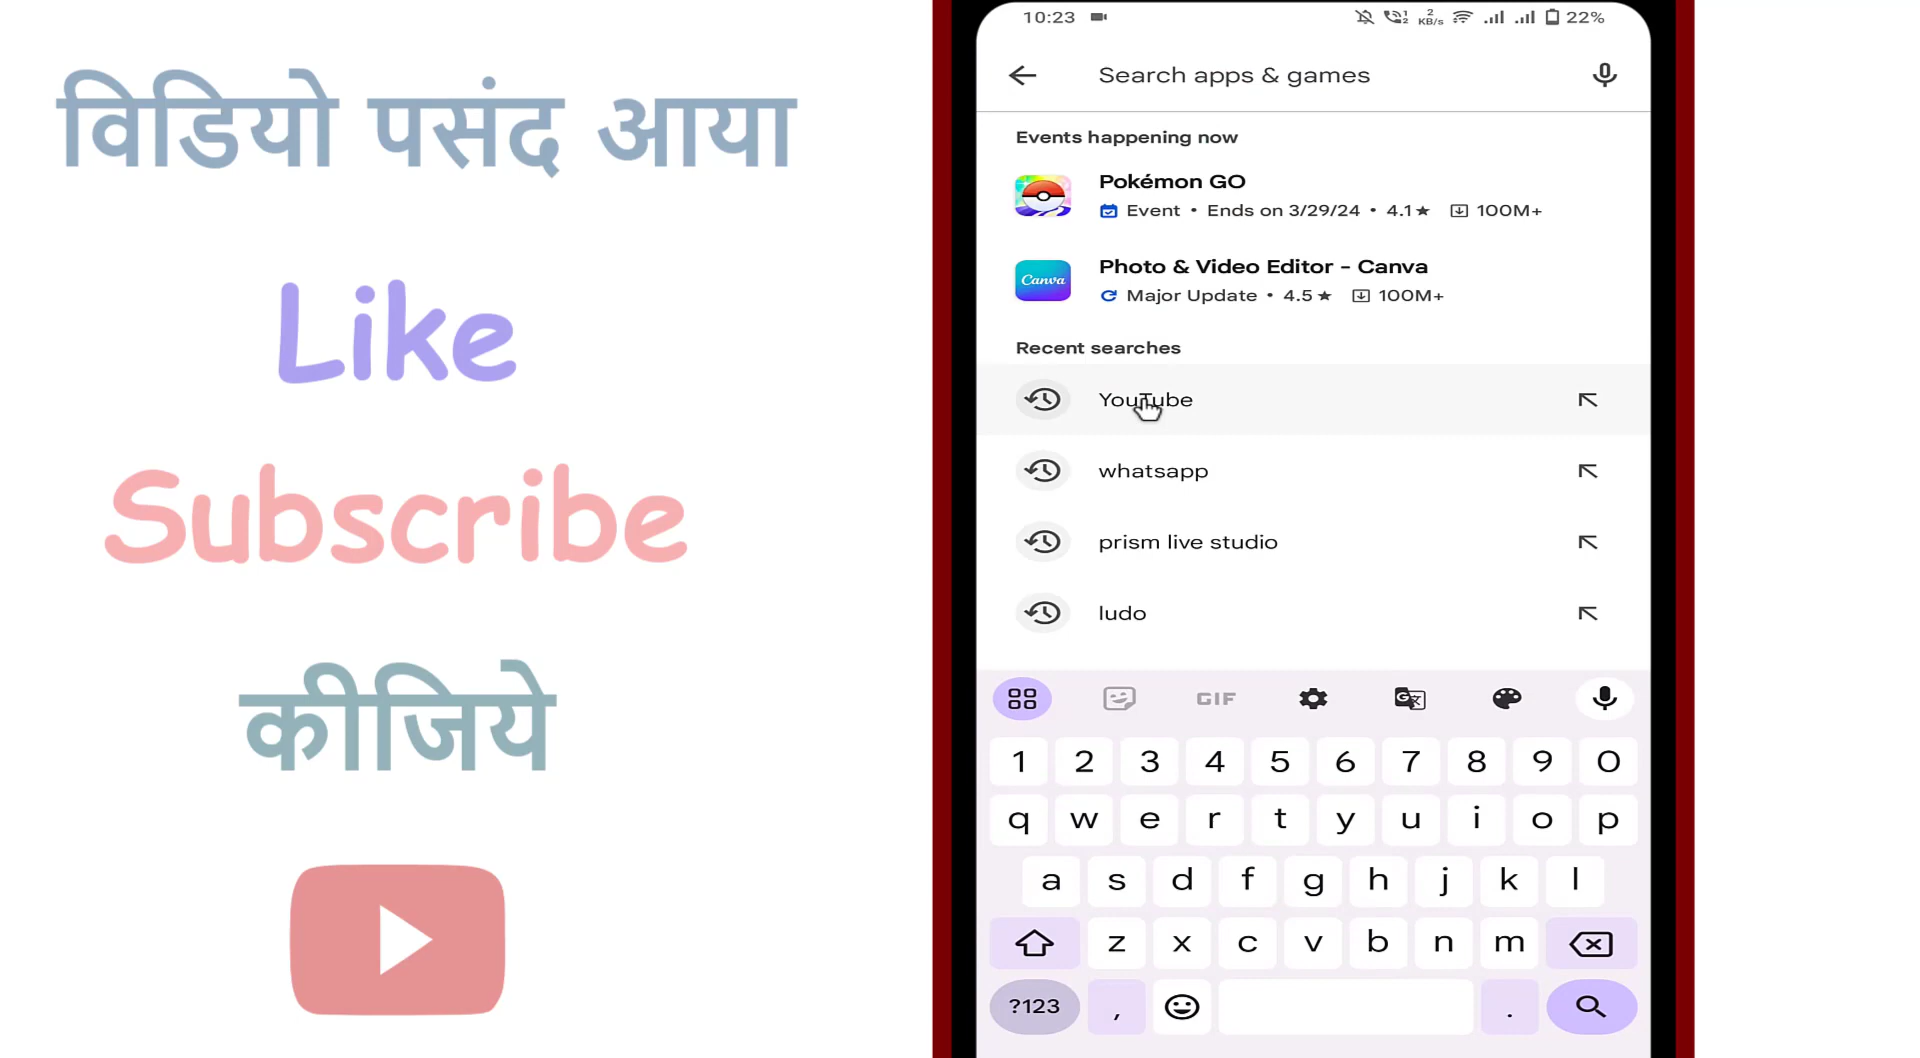 विडियो पसंद आया
Like
Subscribe
कीजिये
10:23 2 KB/s 22%
Search apps & games
Events happening now
Pokémon GO
Event • Ends on 3/29/24 • 4.1★ 100M+
Canva
Photo & Video Editor - Canva
Major Update • 4.5★ 100M+
Recent searches
YouTube
whatsapp
prism live studio
ludo
GIF
1 2 3 4 5 6 7 8 9 0
q w e r t y u i o p
a s d f g h j k l
z x c v b n m
?123 , .